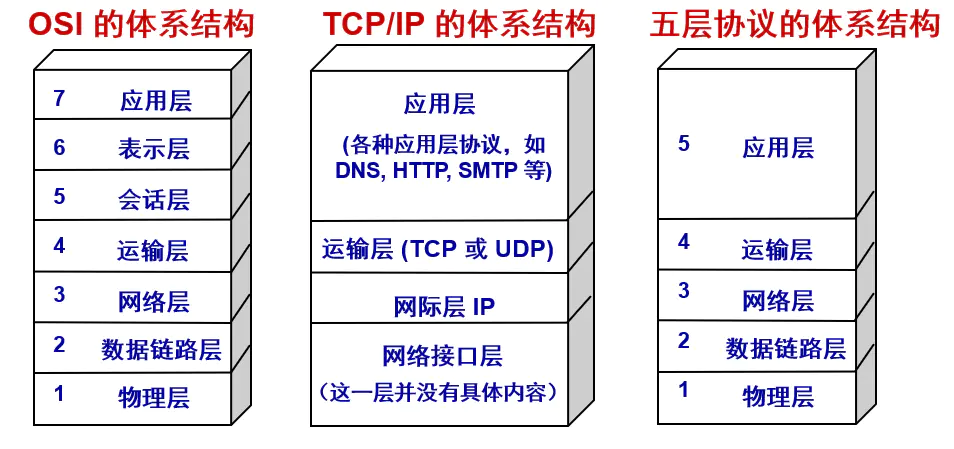 OSI 的体系结构
7 应用层
6 表示层
5 会话层
4 运输层
3 网络层
2 数据链路层
1 物理层
TCP/IP 的体系结构
应用层
(各种应用层协议，如
DNS, HTTP, SMTP 等)
运输层 (TCP 或 UDP)
网际层 IP
网络接口层
（这一层并没有具体内容）
五层协议的体系结构
5 应用层
4 运输层
3 网络层
2 数据链路层
1 物理层